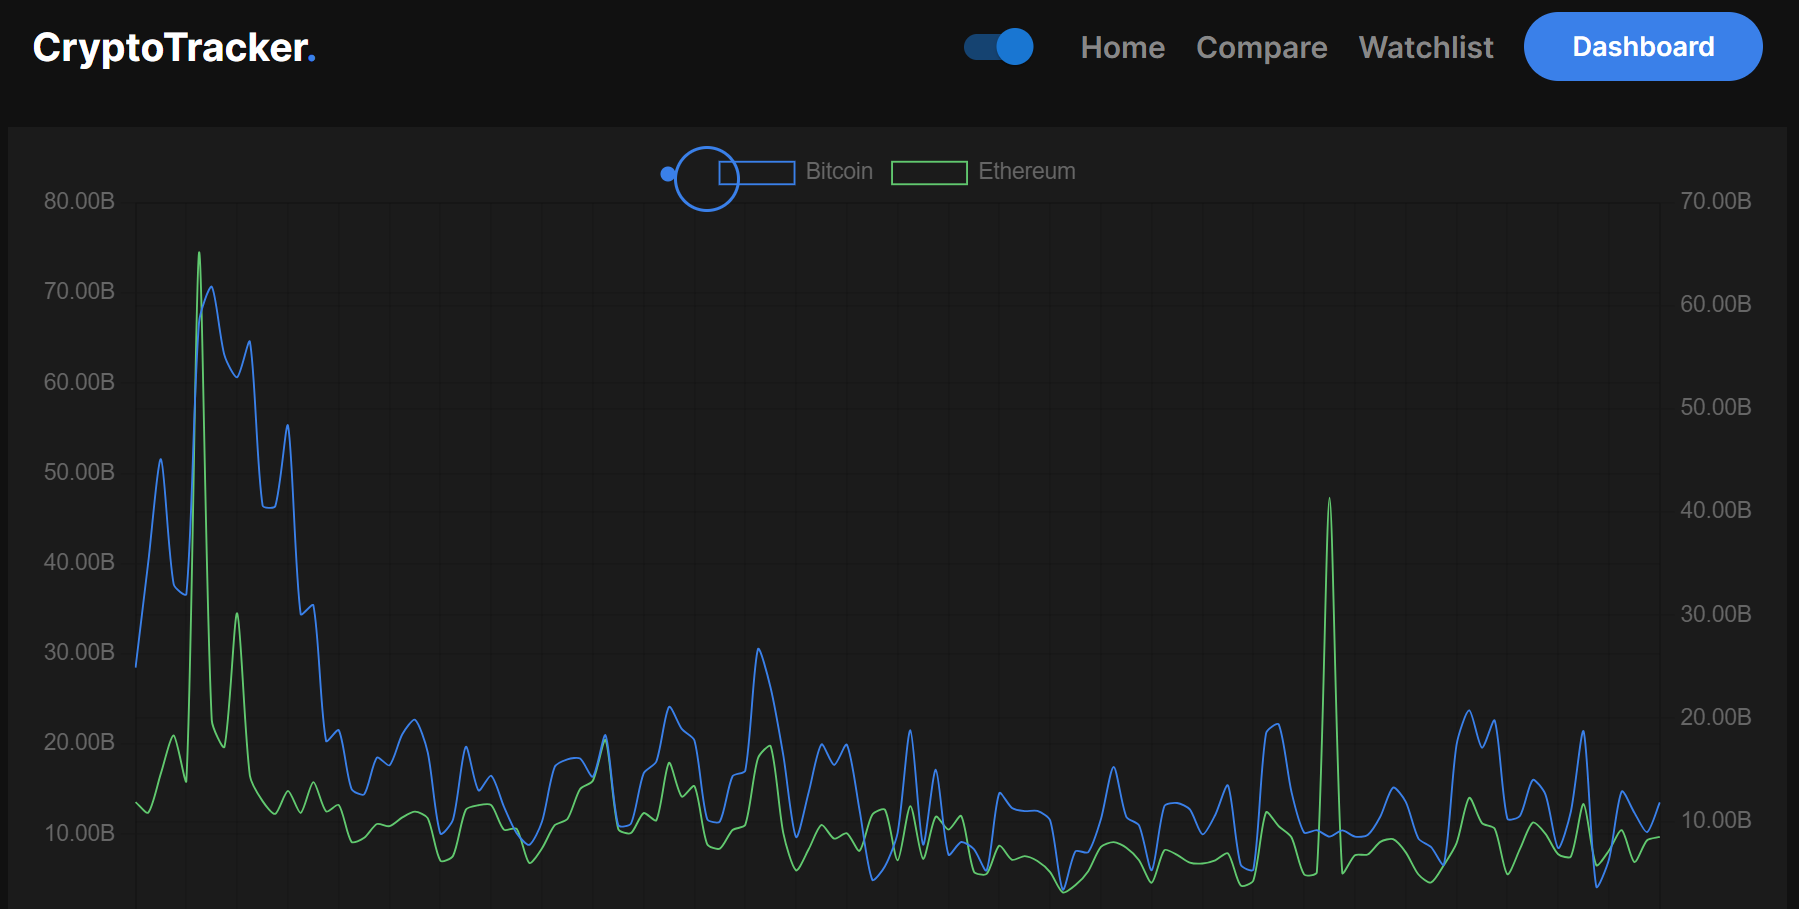 CryptoTracker.
Home Compare Watchlist Dashboard
Bitcoin Ethereum
80.00B 70.00B
70.00B 60.00B
60.00B 50.00B
50.00B 40.00B
40.00B 30.00B
30.00B 20.00B
20.00B 10.00B
10.00B